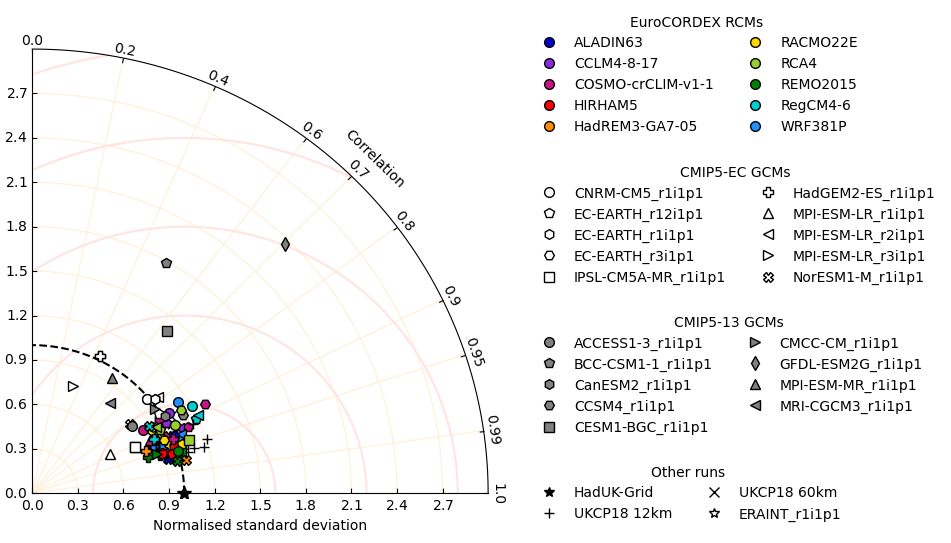 0.0
0.2
0.4
0.6
Correlation
0.7
0.8
0.9
0.95
0.99
1.0
2.7
2.4
2.1
1.8
1.5
1.2
0.9
0.6
0.3
0.0
0.0 0.3 0.6 0.9 1.2 1.5 1.8 2.1 2.4 2.7
Normalised standard deviation
EuroCORDEX RCMs
ALADIN63 RACMO22E
CCLM4-8-17 RCA4
COSMO-crCLIM-v1-1 REMO2015
HIRHAM5 RegCM4-6
HadREM3-GA7-05 WRF381P
CMIP5-EC GCMs
CNRM-CM5_r1i1p1 HadGEM2-ES_r1i1p1
EC-EARTH_r12i1p1 MPI-ESM-LR_r1i1p1
EC-EARTH_r1i1p1 MPI-ESM-LR_r2i1p1
EC-EARTH_r3i1p1 MPI-ESM-LR_r3i1p1
IPSL-CM5A-MR_r1i1p1 NorESM1-M_r1i1p1
CMIP5-13 GCMs
ACCESS1-3_r1i1p1 CMCC-CM_r1i1p1
BCC-CSM1-1_r1i1p1 GFDL-ESM2G_r1i1p1
CanESM2_r1i1p1 MPI-ESM-MR_r1i1p1
CCSM4_r1i1p1 MRI-CGCM3_r1i1p1
CESM1-BGC_r1i1p1
Other runs
HadUK-Grid UKCP18 60km
UKCP18 12km ERAINT_r1i1p1